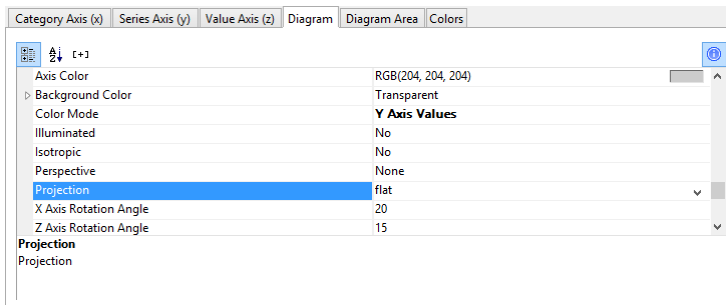 Category Axis (x) Series Axis (y) Value Axis (z) Diagram Diagram Area Colors
A Z [+]
Axis Color RGB(204, 204, 204)
Background Color Transparent
Color Mode Y Axis Values
Illuminated No
Isotropic No
Perspective None
Projection flat
X Axis Rotation Angle 20
Z Axis Rotation Angle 15
Projection
Projection